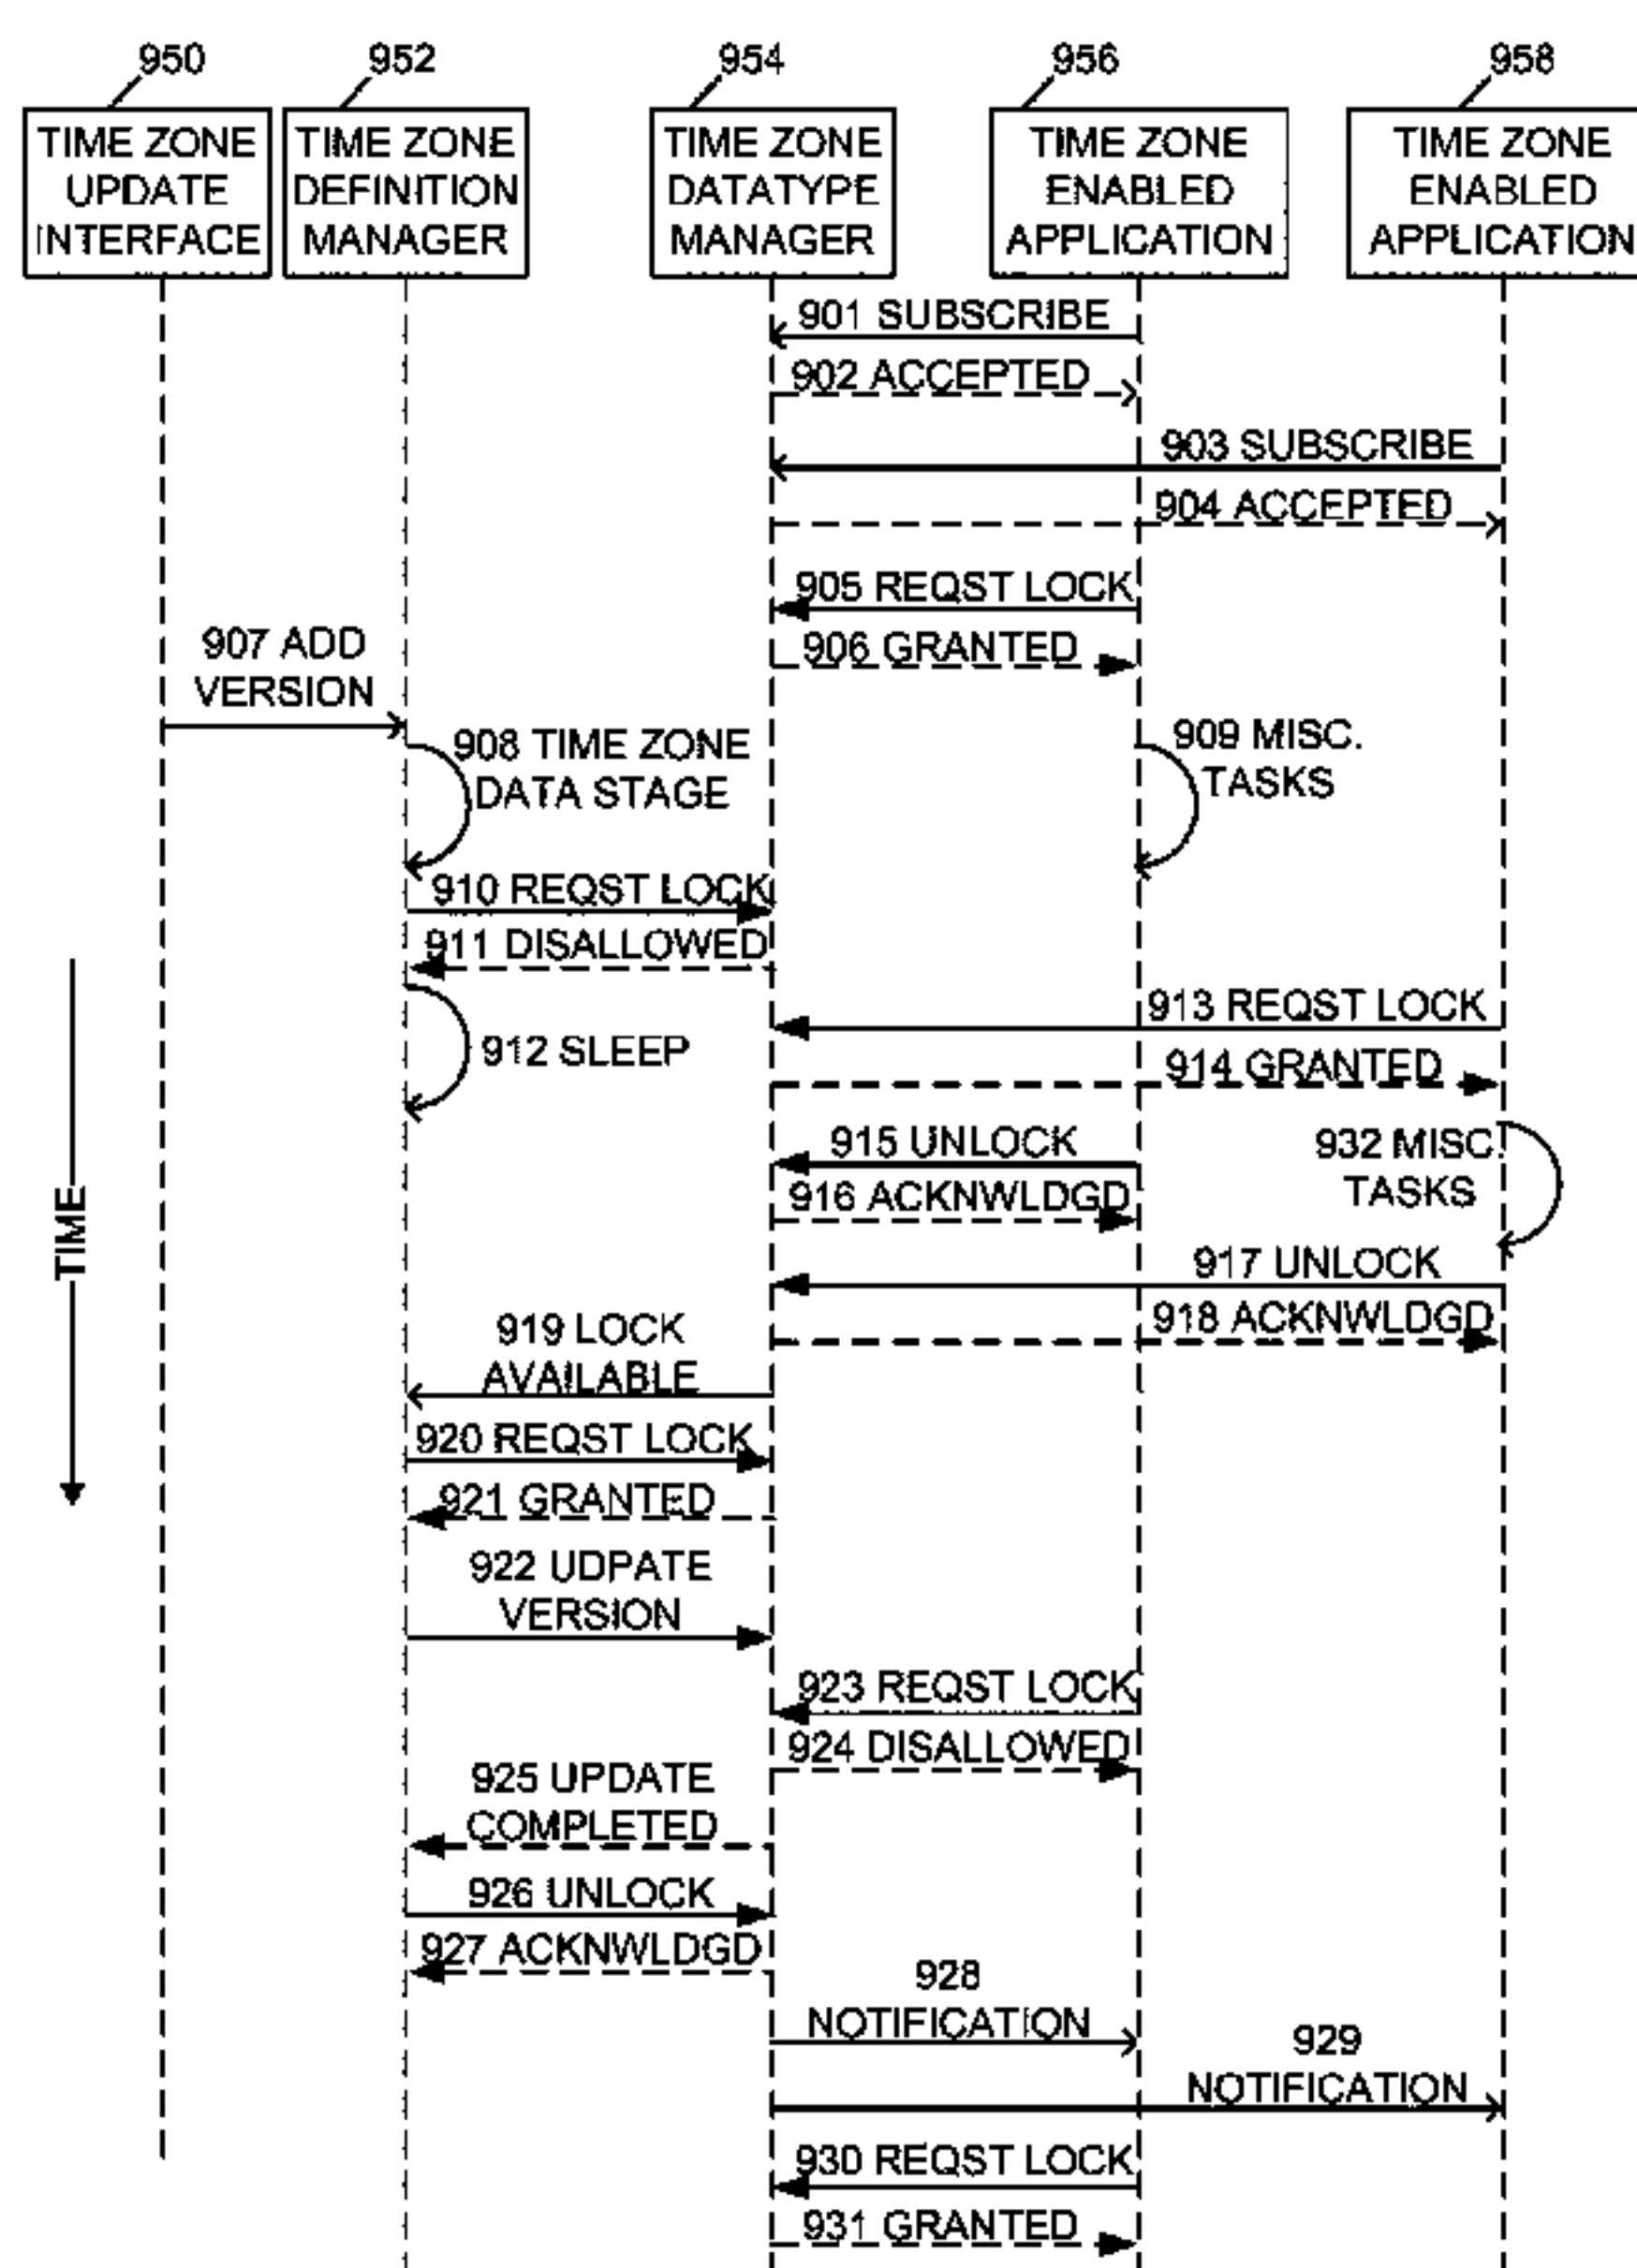 950
952
954
956
958
TIME ZONE
UPDATE
INTERFACE
TIME ZONE
DEFINITION
MANAGER
TIME ZONE
DATATYPE
MANAGER
TIME ZONE
ENABLED
APPLICATION
TIME ZONE
ENABLED
APPLICATION
901 SUBSCRIBE
902 ACCEPTED
903 SUBSCRIBE
904 ACCEPTED
905 REQST LOCK
906 GRANTED
907 ADD
VERSION
908 TIME ZONE
DATA STAGE
909 MISC.
TASKS
910 REQST LOCK
911 DISALLOWED
912 SLEEP
913 REQST LOCK
914 GRANTED
915 UNLOCK
916 ACKNWLDGD
932 MISC.
TASKS
917 UNLOCK
918 ACKNWLDGD
TIME
919 LOCK
AVAILABLE
920 REQST LOCK
921 GRANTED
922 UDPATE
VERSION
923 REQST LOCK
924 DISALLOWED
925 UPDATE
COMPLETED
926 UNLOCK
927 ACKNWLDGD
928
NOTIFICATION
929
NOTIFICATION
930 REQST LOCK
931 GRANTED